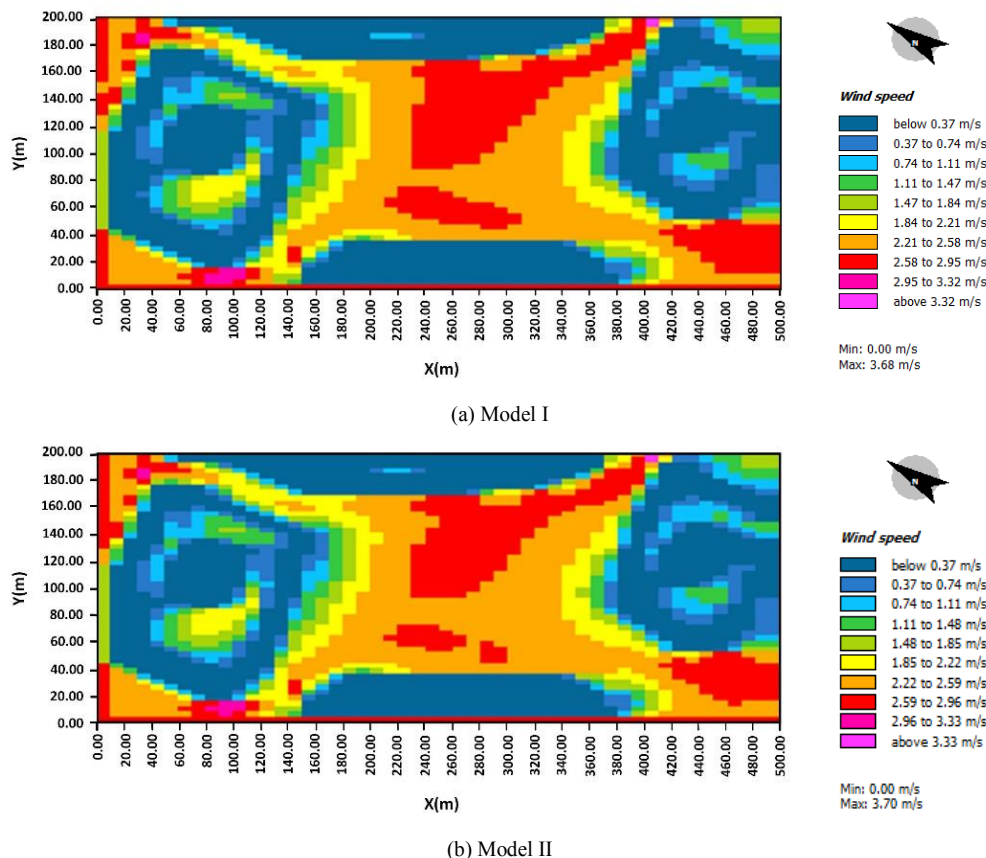 200.00
180.00
160.00
140.00
120.00
100.00
80.00
60.00
40.00
20.00
0.00
Y(m)
0.00
20.00
40.00
60.00
80.00
100.00
120.00
140.00
160.00
180.00
200.00
220.00
240.00
260.00
280.00
300.00
320.00
340.00
360.00
380.00
400.00
420.00
440.00
460.00
480.00
500.00
X(m)
N
Wind speed
below 0.37 m/s
0.37 to 0.74 m/s
0.74 to 1.11 m/s
1.11 to 1.47 m/s
1.47 to 1.84 m/s
1.84 to 2.21 m/s
2.21 to 2.58 m/s
2.58 to 2.95 m/s
2.95 to 3.32 m/s
above 3.32 m/s
Min: 0.00 m/s
Max: 3.68 m/s
(a) Model I
200.00
180.00
160.00
140.00
120.00
100.00
80.00
60.00
40.00
20.00
0.00
Y(m)
0.00
20.00
40.00
60.00
80.00
100.00
120.00
140.00
160.00
180.00
200.00
220.00
240.00
260.00
280.00
300.00
320.00
340.00
360.00
380.00
400.00
420.00
440.00
460.00
480.00
500.00
X(m)
N
Wind speed
below 0.37 m/s
0.37 to 0.74 m/s
0.74 to 1.11 m/s
1.11 to 1.48 m/s
1.48 to 1.85 m/s
1.85 to 2.22 m/s
2.22 to 2.59 m/s
2.59 to 2.96 m/s
2.96 to 3.33 m/s
above 3.33 m/s
Min: 0.00 m/s
Max: 3.70 m/s
(b) Model II